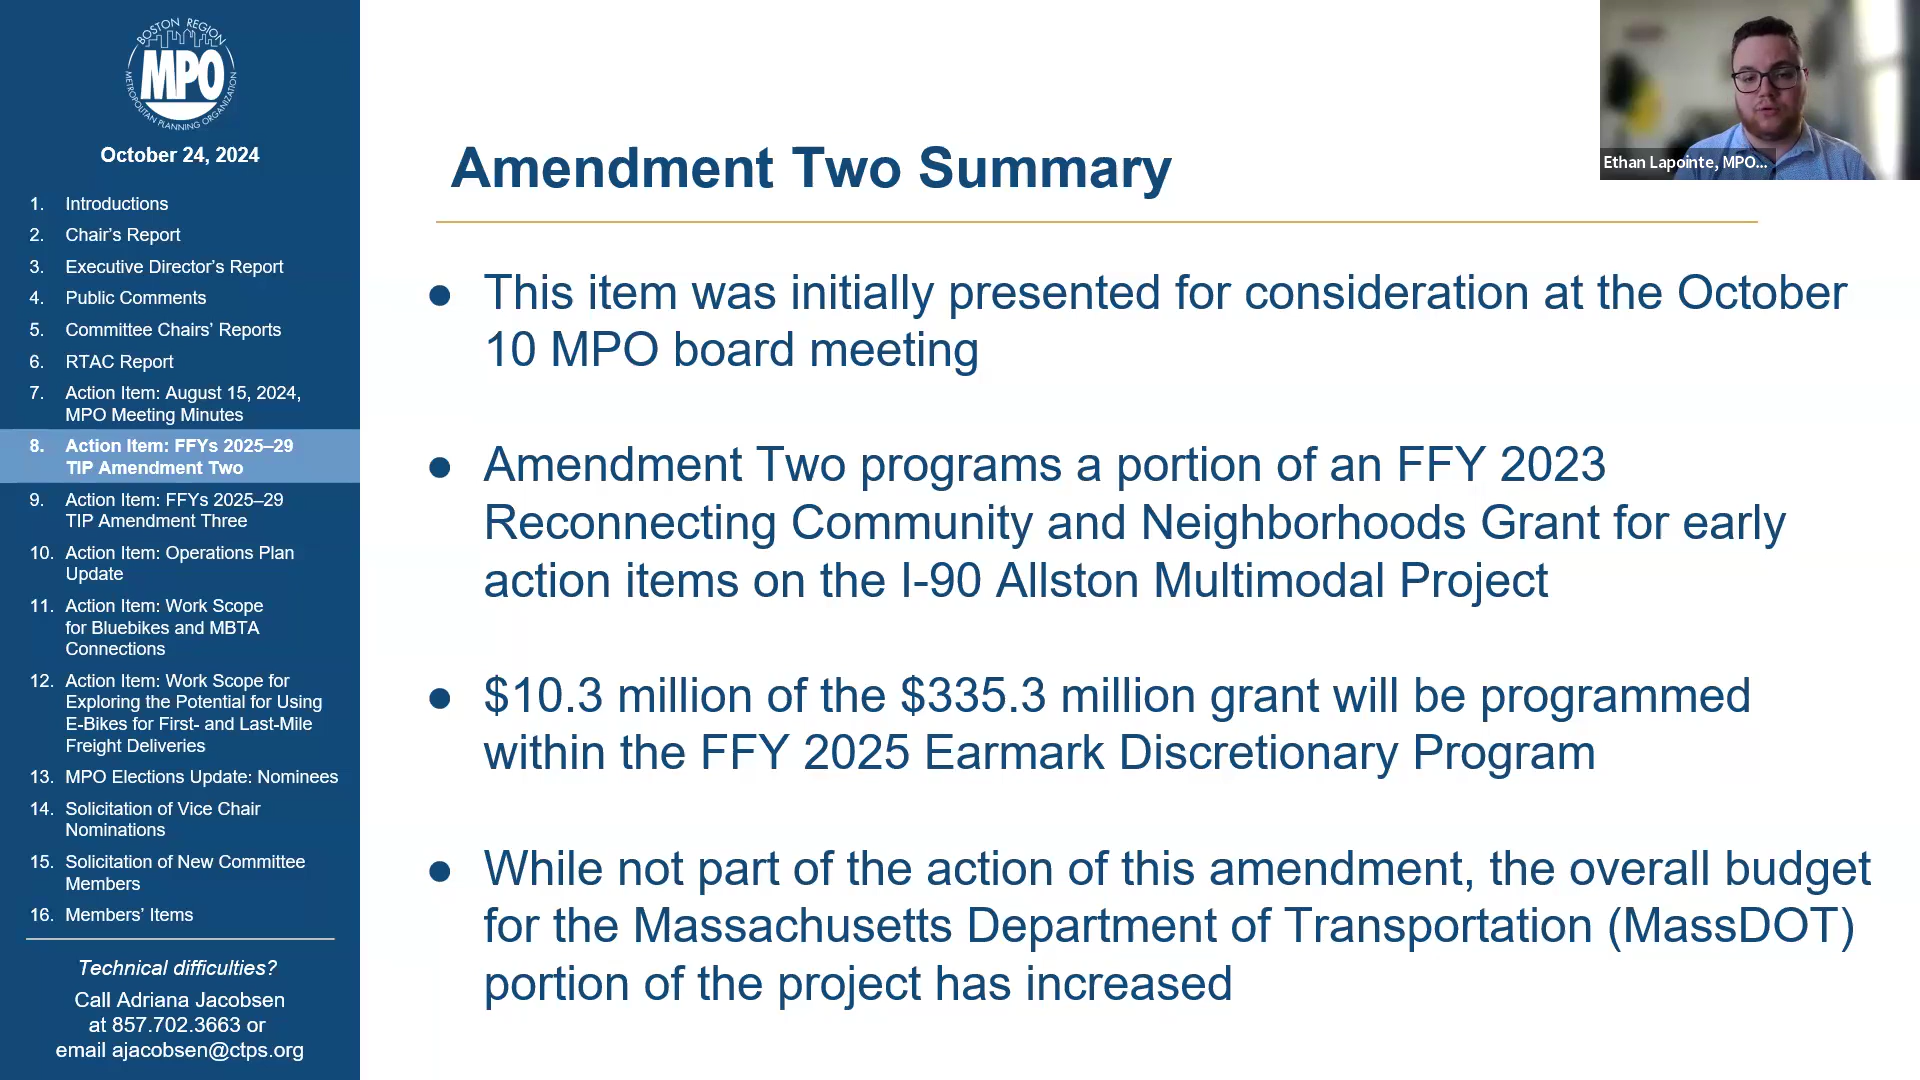 BOSTON REGION
MPO
METROPOLITAN PLANNING ORGANIZATION
October 24, 2024
1. Introductions
2. Chair’s Report
3. Executive Director’s Report
4. Public Comments
5. Committee Chairs’ Reports
6. RTAC Report
7. Action Item: August 15, 2024,
MPO Meeting Minutes
8. Action Item: FFYs 2025–29
TIP Amendment Two
9. Action Item: FFYs 2025–29
TIP Amendment Three
10. Action Item: Operations Plan
Update
11. Action Item: Work Scope
for Bluebikes and MBTA
Connections
12. Action Item: Work Scope for
Exploring the Potential for Using
E-Bikes for First- and Last-Mile
Freight Deliveries
13. MPO Elections Update: Nominees
14. Solicitation of Vice Chair
Nominations
15. Solicitation of New Committee
Members
16. Members’ Items
Technical difficulties?
Call Adriana Jacobsen
at 857.702.3663 or
email ajacobsen@ctps.org
Amendment Two Summary
● This item was initially presented for consideration at the October
10 MPO board meeting
● Amendment Two programs a portion of an FFY 2023
Reconnecting Community and Neighborhoods Grant for early
action items on the I-90 Allston Multimodal Project
● $10.3 million of the $335.3 million grant will be programmed
within the FFY 2025 Earmark Discretionary Program
● While not part of the action of this amendment, the overall budget
for the Massachusetts Department of Transportation (MassDOT)
portion of the project has increased
Ethan Lapointe, MPO...